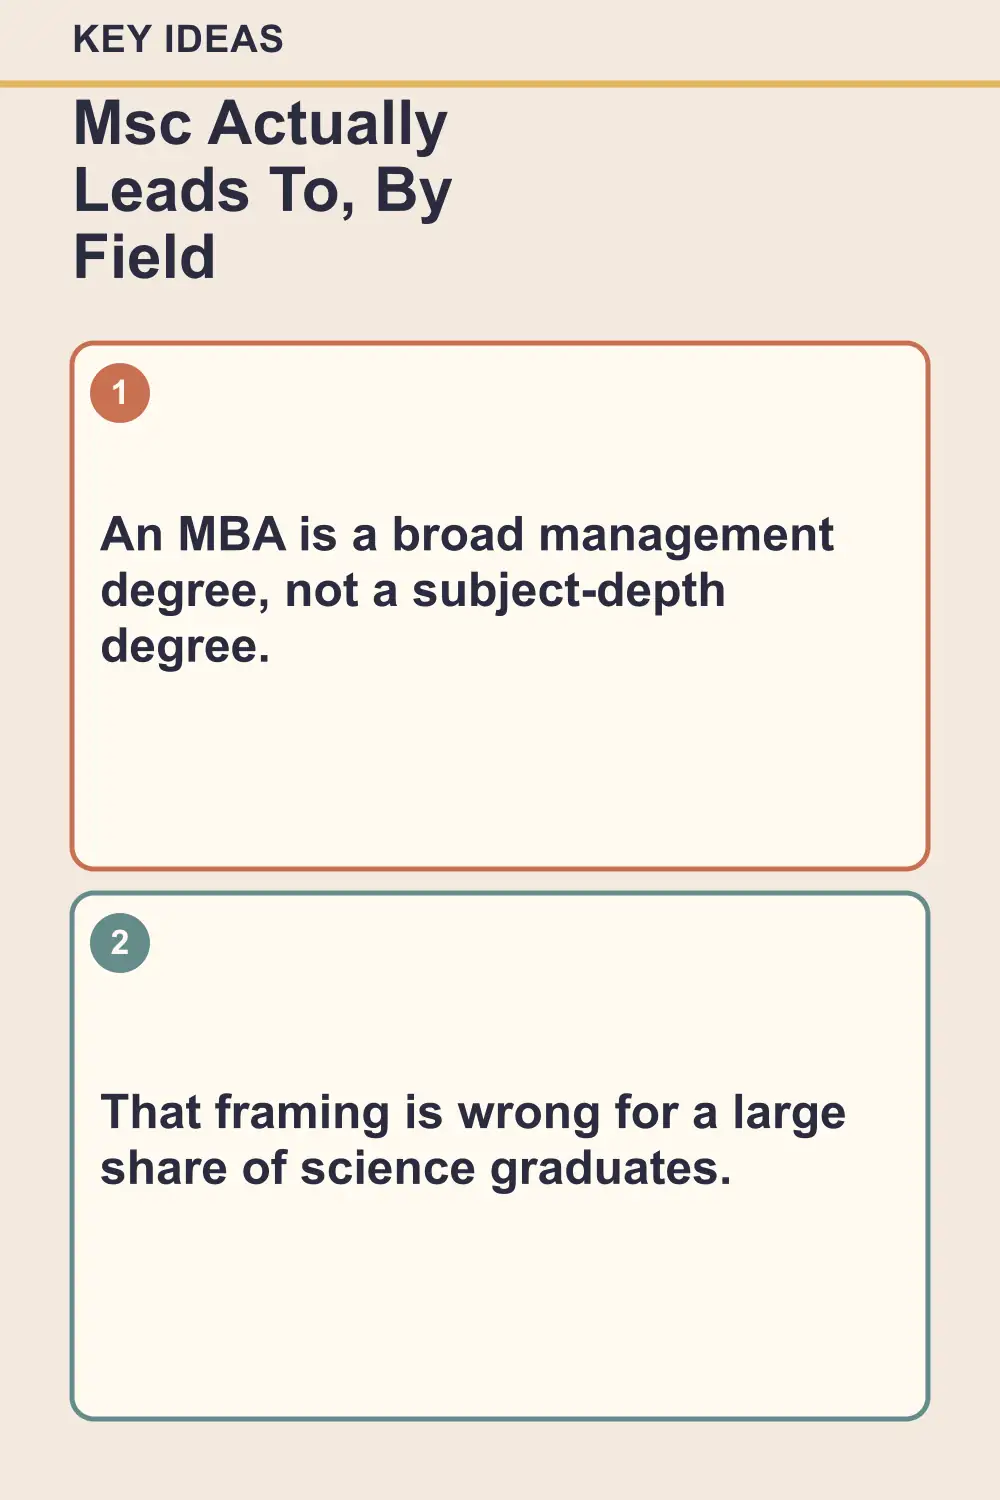 KEY IDEAS
Msc Actually
Leads To, By
Field
1
An MBA is a broad management
degree, not a subject-depth
degree.
2
That framing is wrong for a large
share of science graduates.